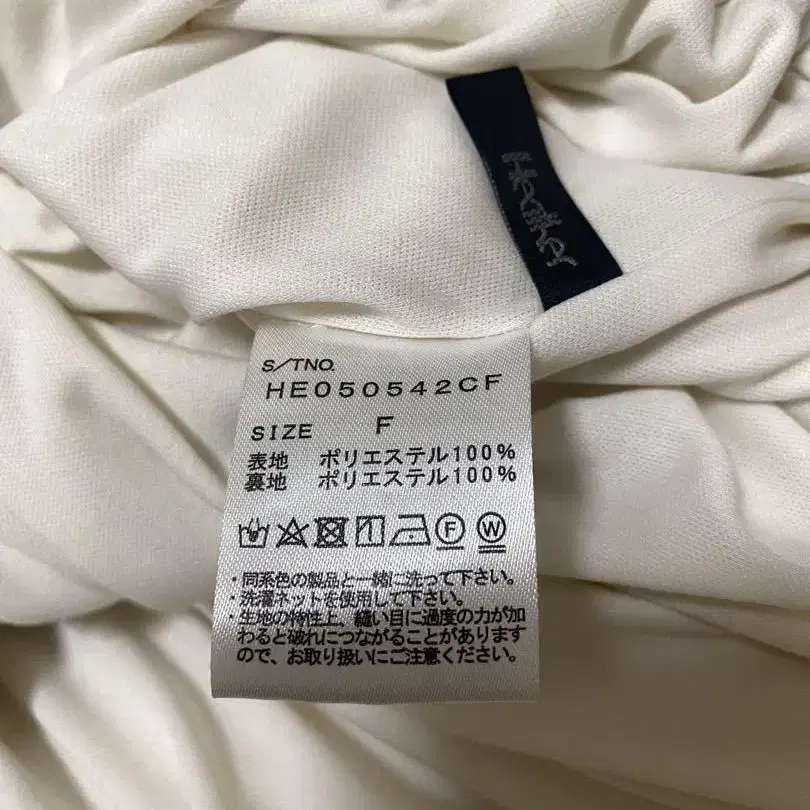 S/TNO.
HE050542CF
SIZE F
表地 ポリエステル100%
裏地 ポリエステル100%
F W
・同系色の製品と一緒に洗って下さい。
・洗濯ネットを使用して下さい。
・生地の特性上、縫い目に過度の力が加
わると破れにつながることがあります
ので、お取り扱いにご注意ください。